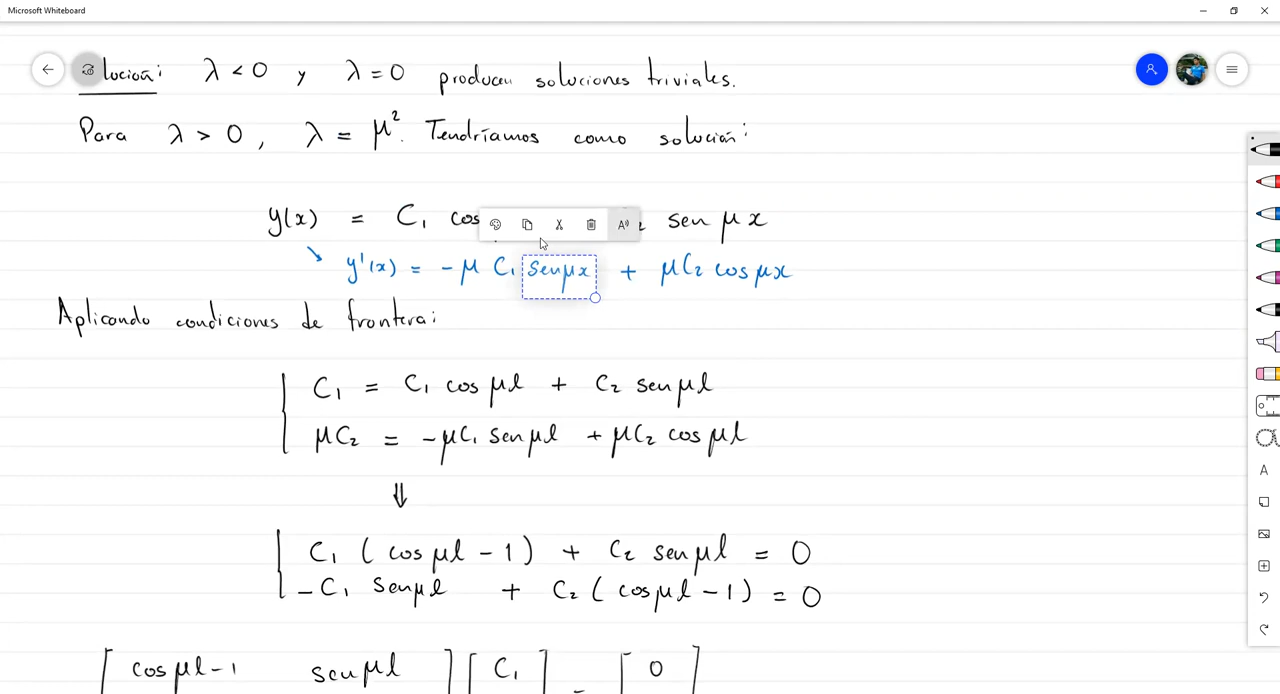 Microsoft Whiteboard
lución: λ < 0 y λ = 0 producen soluciones triviales.
Para λ > 0, λ = μ². Tendríamos como solución:
y(x) = C₁ cos ₂ sen μx
y'(x) = -μ C₁ sen μx + μC₂ cos μx
Aplicando condiciones de frontera:
C₁ = C₁ cos μl + C₂ sen μl
μC₂ = -μC₁ sen μl + μC₂ cos μl
⇓
C₁ (cos μl - 1) + C₂ sen μl = 0
-C₁ sen μl + C₂ (cos μl - 1) = 0
[ cos μl - 1 sen μl ] [ C₁ ] = [ 0 ]